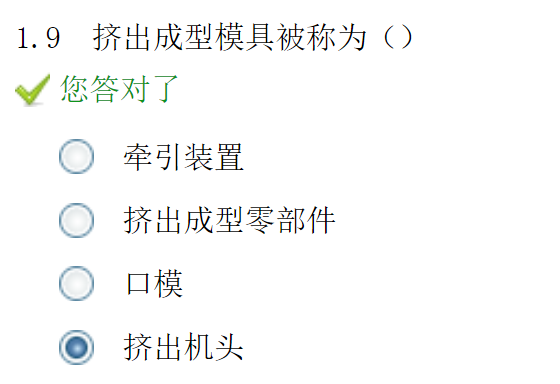 1.9 挤出成型模具被称为（）
您答对了
牵引装置
挤出成型零部件
口模
挤出机头